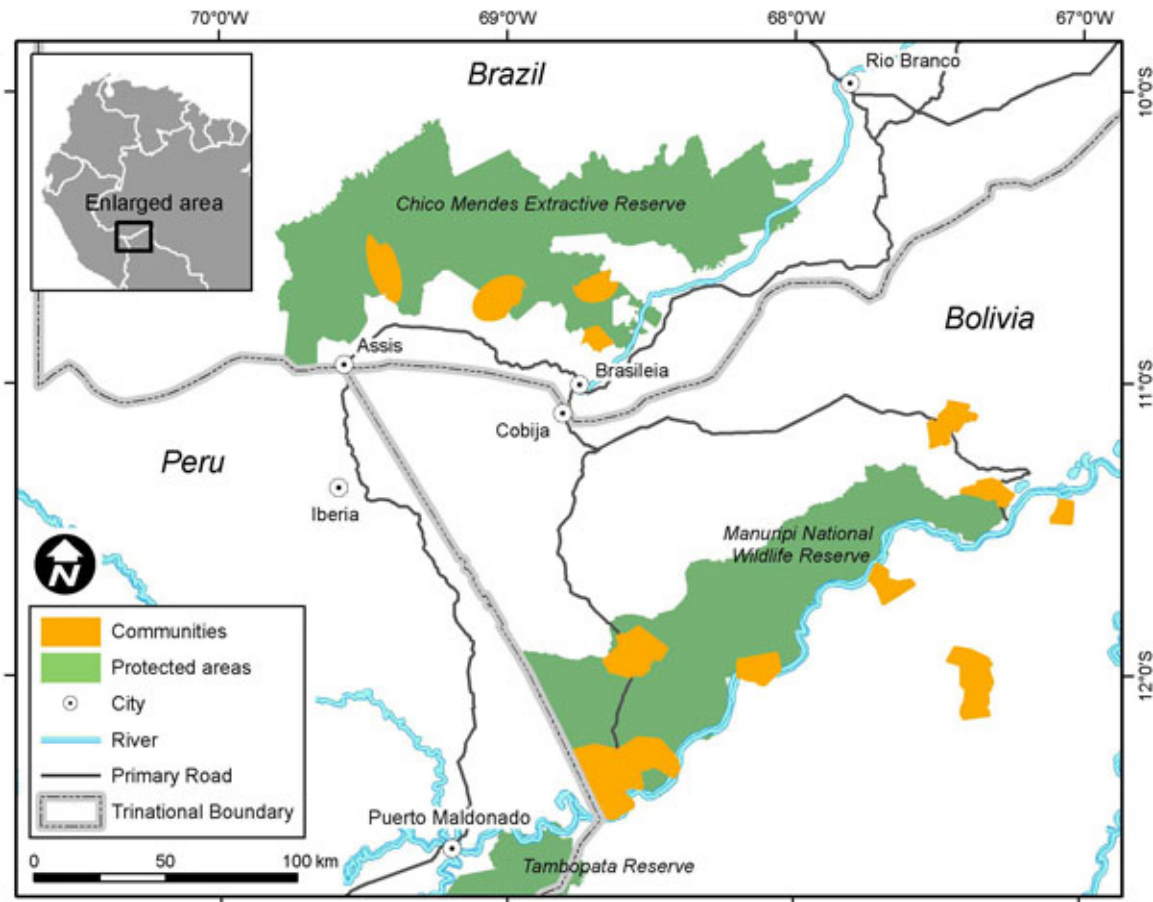 70°0'W
69°0'W
68°0'W
67°0'W
Brazil
Rio Branco
10°0'S
Enlarged area
Chico Mendes Extractive Reserve
Bolivia
Assis
Brasileia
11°0'S
Cobija
Peru
Iberia
Manuripi National
Wildlife Reserve
N
Communities
Protected areas
City
River
Primary Road
Trinational Boundary
12°0'S
Puerto Maldonado
Tambopata Reserve
0 50 100 km